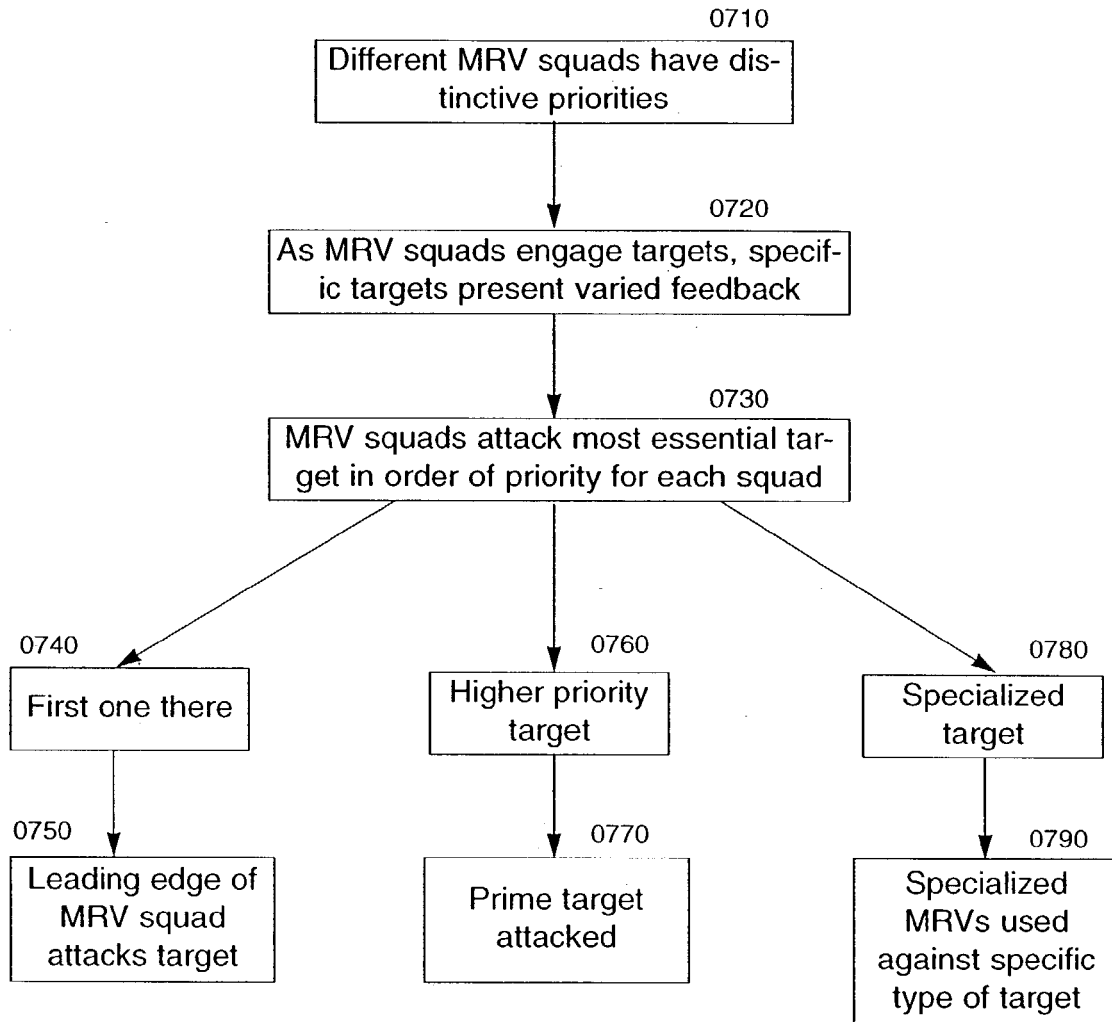 0710
Different MRV squads have dis-
tinctive priorities
0720
As MRV squads engage targets, specif-
ic targets present varied feedback
0730
MRV squads attack most essential tar-
get in order of priority for each squad
0740
First one there
0760
Higher priority
target
0780
Specialized
target
0750
Leading edge of
MRV squad
attacks target
0770
Prime target
attacked
0790
Specialized
MRVs used
against specific
type of target